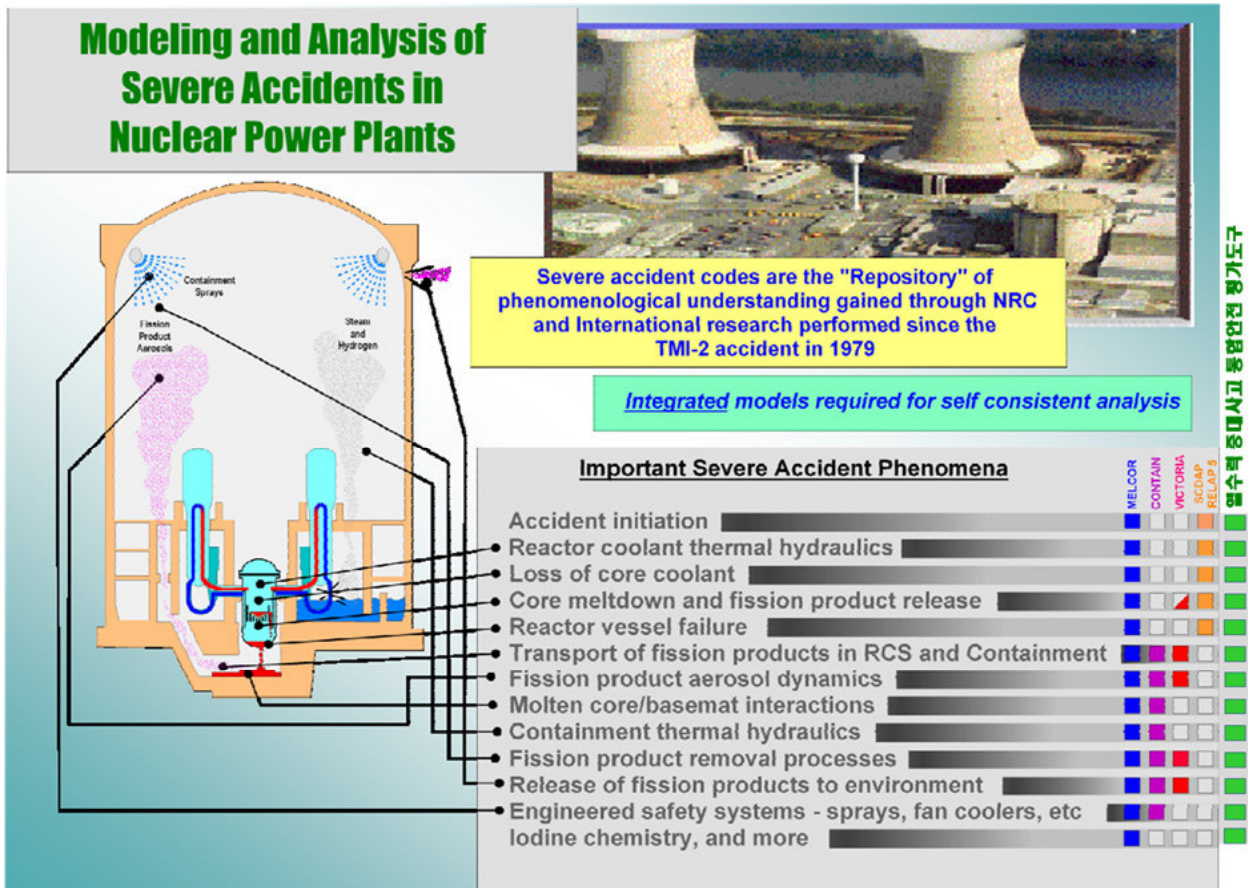 Modeling and Analysis of
Severe Accidents in
Nuclear Power Plants
Containment
Sprays
Fission
Product
Aerosols
Steam
and
Hydrogen
Severe accident codes are the "Repository" of
phenomenological understanding gained through NRC
and International research performed since the
TMI-2 accident in 1979
Integrated models required for self consistent analysis
Important Severe Accident Phenomena
MELCOR
CONTAIN
VICTORIA
SCDAP
RELAP 5
열수력 중대사고 통합안전 평가도구
Accident initiation
Reactor coolant thermal hydraulics
Loss of core coolant
Core meltdown and fission product release
Reactor vessel failure
Transport of fission products in RCS and Containment
Fission product aerosol dynamics
Molten core/basemat interactions
Containment thermal hydraulics
Fission product removal processes
Release of fission products to environment
Engineered safety systems - sprays, fan coolers, etc
Iodine chemistry, and more